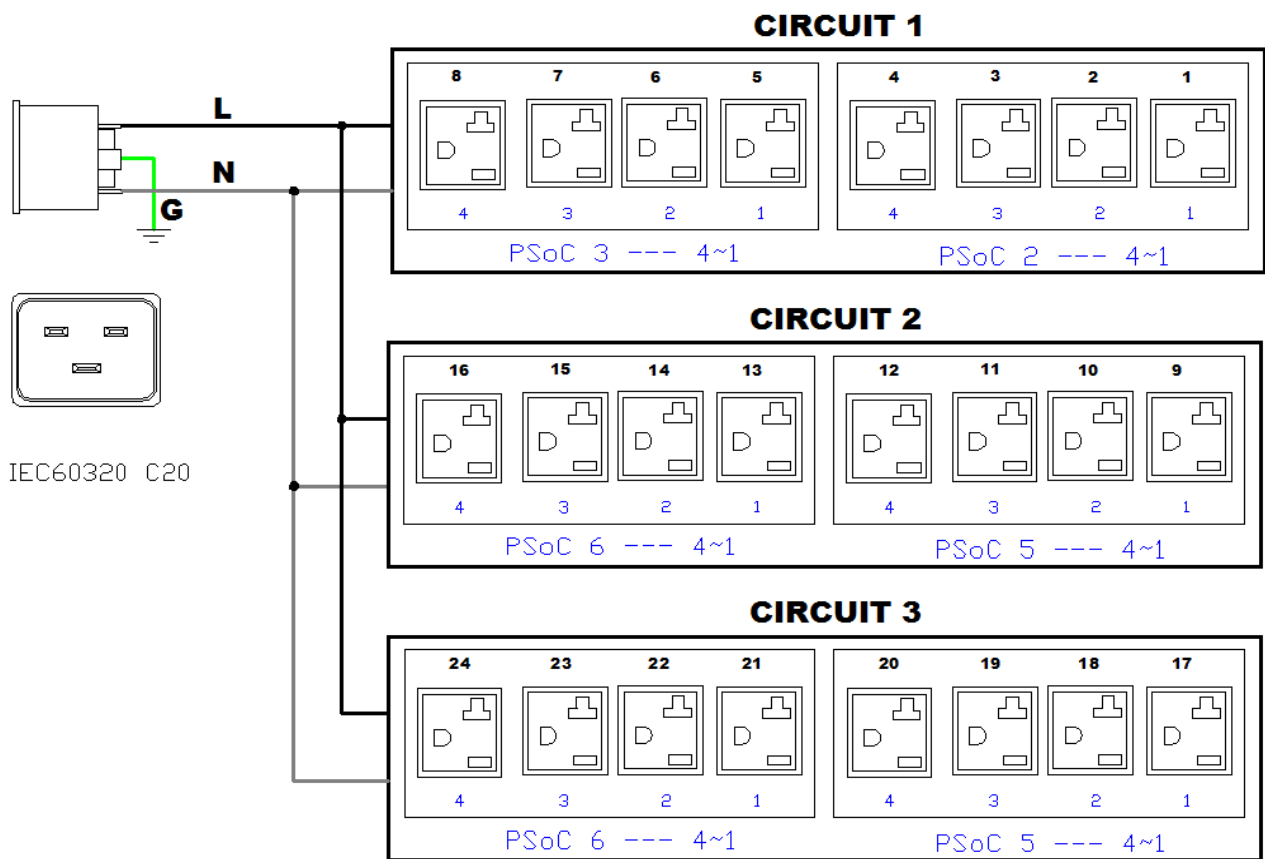 CIRCUIT 1
8 7 6 5 4 3 2 1
L
N
G
4 3 2 1 4 3 2 1
PSoC 3 --- 4~1 PSoC 2 --- 4~1
CIRCUIT 2
16 15 14 13 12 11 10 9
4 3 2 1 4 3 2 1
PSoC 6 --- 4~1 PSoC 5 --- 4~1
IEC60320 C20
CIRCUIT 3
24 23 22 21 20 19 18 17
4 3 2 1 4 3 2 1
PSoC 6 --- 4~1 PSoC 5 --- 4~1